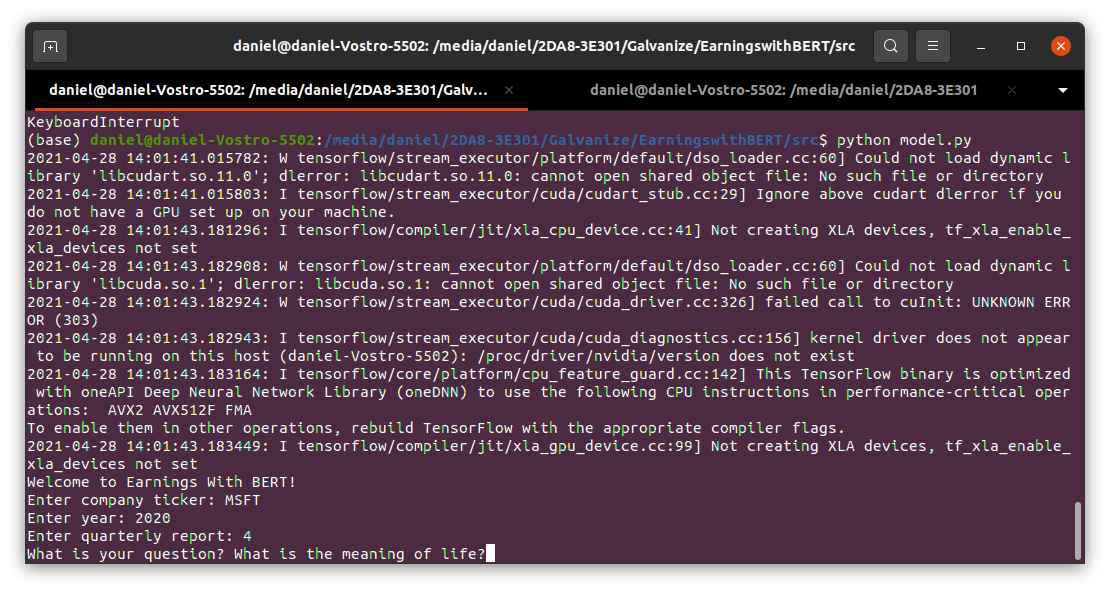 daniel@daniel-Vostro-5502: /media/daniel/2DA8-3E301/Galvanize/EarningswithBERT/src
daniel@daniel-Vostro-5502: /media/daniel/2DA8-3E301/Galv...
daniel@daniel-Vostro-5502: /media/daniel/2DA8-3E301
KeyboardInterrupt
(base) daniel@daniel-Vostro-5502:/media/daniel/2DA8-3E301/Galvanize/EarningswithBERT/src$ python model.py
2021-04-28 14:01:41.015782: W tensorflow/stream_executor/platform/default/dso_loader.cc:60] Could not load dynamic l
ibrary 'libcudart.so.11.0'; dlerror: libcudart.so.11.0: cannot open shared object file: No such file or directory
2021-04-28 14:01:41.015803: I tensorflow/stream_executor/cuda/cudart_stub.cc:29] Ignore above cudart dlerror if you
do not have a GPU set up on your machine.
2021-04-28 14:01:43.181296: I tensorflow/compiler/jit/xla_cpu_device.cc:41] Not creating XLA devices, tf_xla_enable_
xla_devices not set
2021-04-28 14:01:43.182908: W tensorflow/stream_executor/platform/default/dso_loader.cc:60] Could not load dynamic l
ibrary 'libcuda.so.1'; dlerror: libcuda.so.1: cannot open shared object file: No such file or directory
2021-04-28 14:01:43.182924: W tensorflow/stream_executor/cuda/cuda_driver.cc:326] failed call to cuInit: UNKNOWN ERR
OR (303)
2021-04-28 14:01:43.182943: I tensorflow/stream_executor/cuda/cuda_diagnostics.cc:156] kernel driver does not appear
to be running on this host (daniel-Vostro-5502): /proc/driver/nvidia/version does not exist
2021-04-28 14:01:43.183164: I tensorflow/core/platform/cpu_feature_guard.cc:142] This TensorFlow binary is optimized
with oneAPI Deep Neural Network Library (oneDNN) to use the following CPU instructions in performance-critical oper
ations:  AVX2 AVX512F FMA
To enable them in other operations, rebuild TensorFlow with the appropriate compiler flags.
2021-04-28 14:01:43.183449: I tensorflow/compiler/jit/xla_gpu_device.cc:99] Not creating XLA devices, tf_xla_enable_
xla_devices not set
Welcome to Earnings With BERT!
Enter company ticker: MSFT
Enter year: 2020
Enter quarterly report: 4
What is your question? What is the meaning of life?